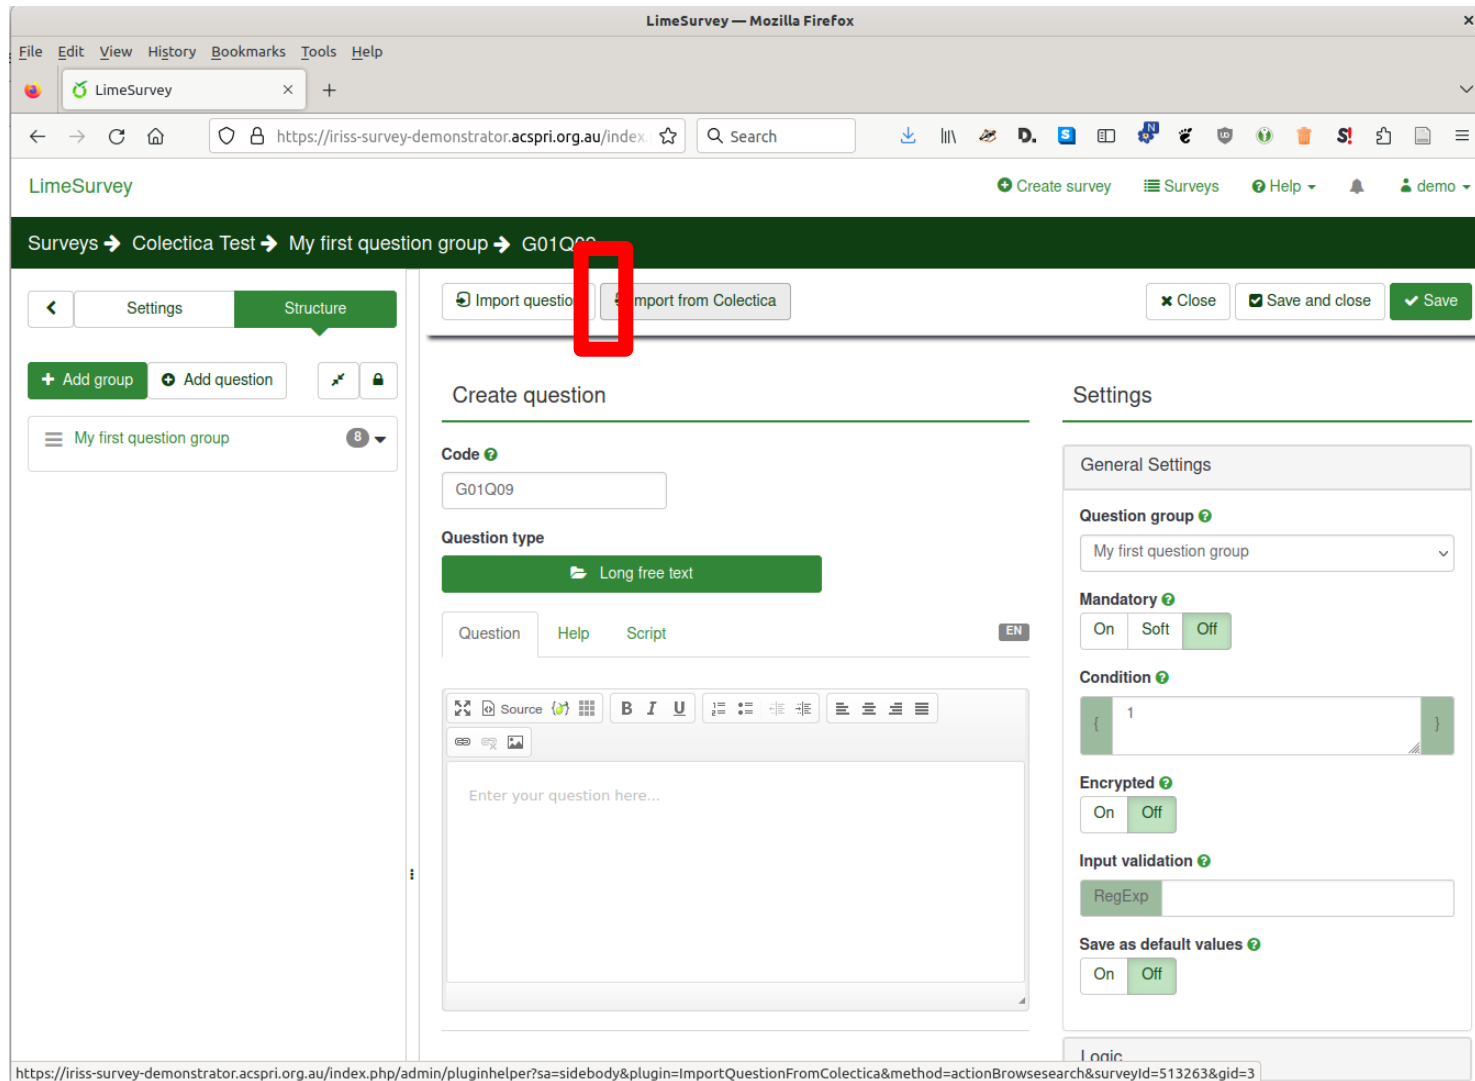 LimeSurvey — Mozilla Firefox
File Edit View History Bookmarks Tools Help
LimeSurvey
https://iriss-survey-demonstrator.acspri.org.au/index. Search
LimeSurvey Create survey Surveys Help demo
Surveys Colectica Test My first question group G01Q09
Settings Structure Import question Import from Colectica Close Save and close Save
Add group Add question
Create question Settings
My first question group 8
Code
General Settings
G01Q09
Question group
Question type
My first question group
Long free text
Mandatory
Question Help Script EN
On Soft Off
Condition
Source B I U
{ 1 }
Enter your question here...
Encrypted
On Off
Input validation
RegExp
Save as default values
On Off
Logic
https://iriss-survey-demonstrator.acspri.org.au/index.php/admin/pluginhelper?sa=sidebody&plugin=ImportQuestionFromColectica&method=actionBrowsesearch&surveyId=513263&gid=3